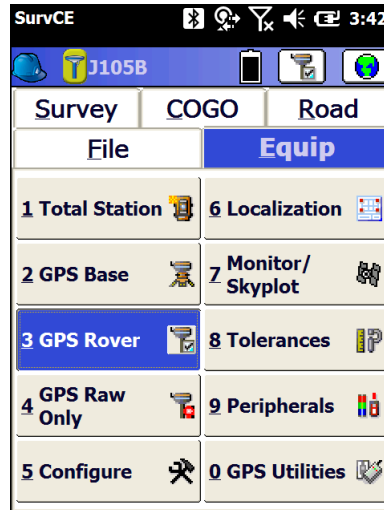 SurvCE 3:42
J105B
Survey COGO Road
File Equip
1 Total Station 6 Localization
2 GPS Base 7 Monitor/
Skyplot
3 GPS Rover 8 Tolerances
4 GPS Raw
Only 9 Peripherals
5 Configure 0 GPS Utilities